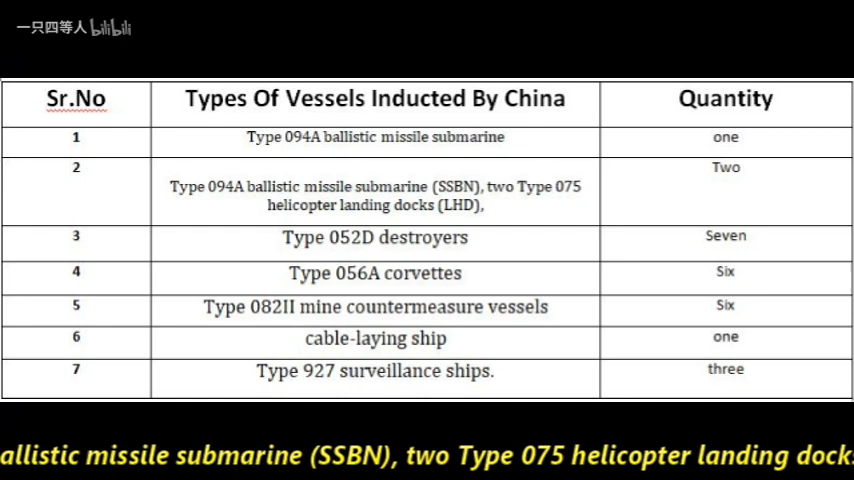 一只四等人 bilibili
Sr.No Types Of Vessels Inducted By China Quantity
1 Type 094A ballistic missile submarine one
2 Type 094A ballistic missile submarine (SSBN), two Type 075 Two
helicopter landing docks (LHD),
3 Type 052D destroyers Seven
4 Type 056A corvettes Six
5 Type 082II mine countermeasure vessels Six
6 cable-laying ship one
7 Type 927 surveillance ships. three
allistic missile submarine (SSBN), two Type 075 helicopter landing dock